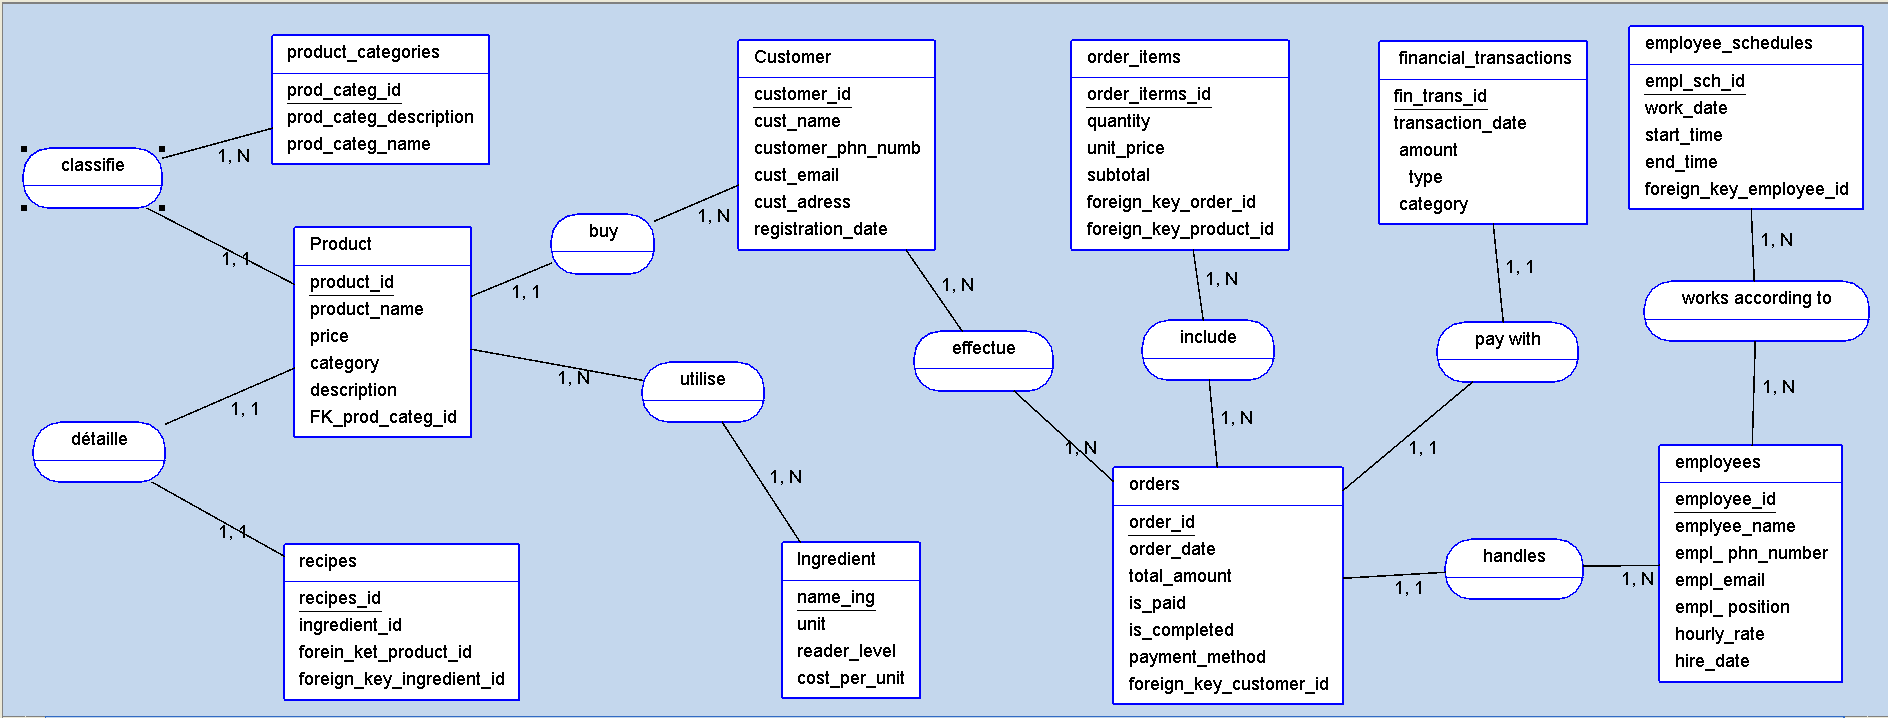 product_categories
prod_categ_id
prod_categ_description
prod_categ_name
classifie
1, N
1, 1
Product
product_id
product_name
price
category
description
FK_prod_categ_id
détaille
1, 1
1, 1
recipes
recipes_id
ingredient_id
forein_ket_product_id
foreign_key_ingredient_id
buy
1, N
1, 1
Customer
customer_id
cust_name
customer_phn_numb
cust_email
cust_adress
registration_date
utilise
1, N
1, N
Ingredient
name_ing
unit
reader_level
cost_per_unit
effectue
1, N
1, N
order_items
order_iterms_id
quantity
unit_price
subtotal
foreign_key_order_id
foreign_key_product_id
include
1, N
1, N
orders
order_id
order_date
total_amount
is_paid
is_completed
payment_method
foreign_key_customer_id
financial_transactions
fin_trans_id
transaction_date
amount
type
category
pay with
1, 1
1, 1
handles
1, 1
1, N
employee_schedules
empl_sch_id
work_date
start_time
end_time
foreign_key_employee_id
works according to
1, N
1, N
employees
employee_id
emplyee_name
empl_ phn_number
empl_email
empl_ position
hourly_rate
hire_date